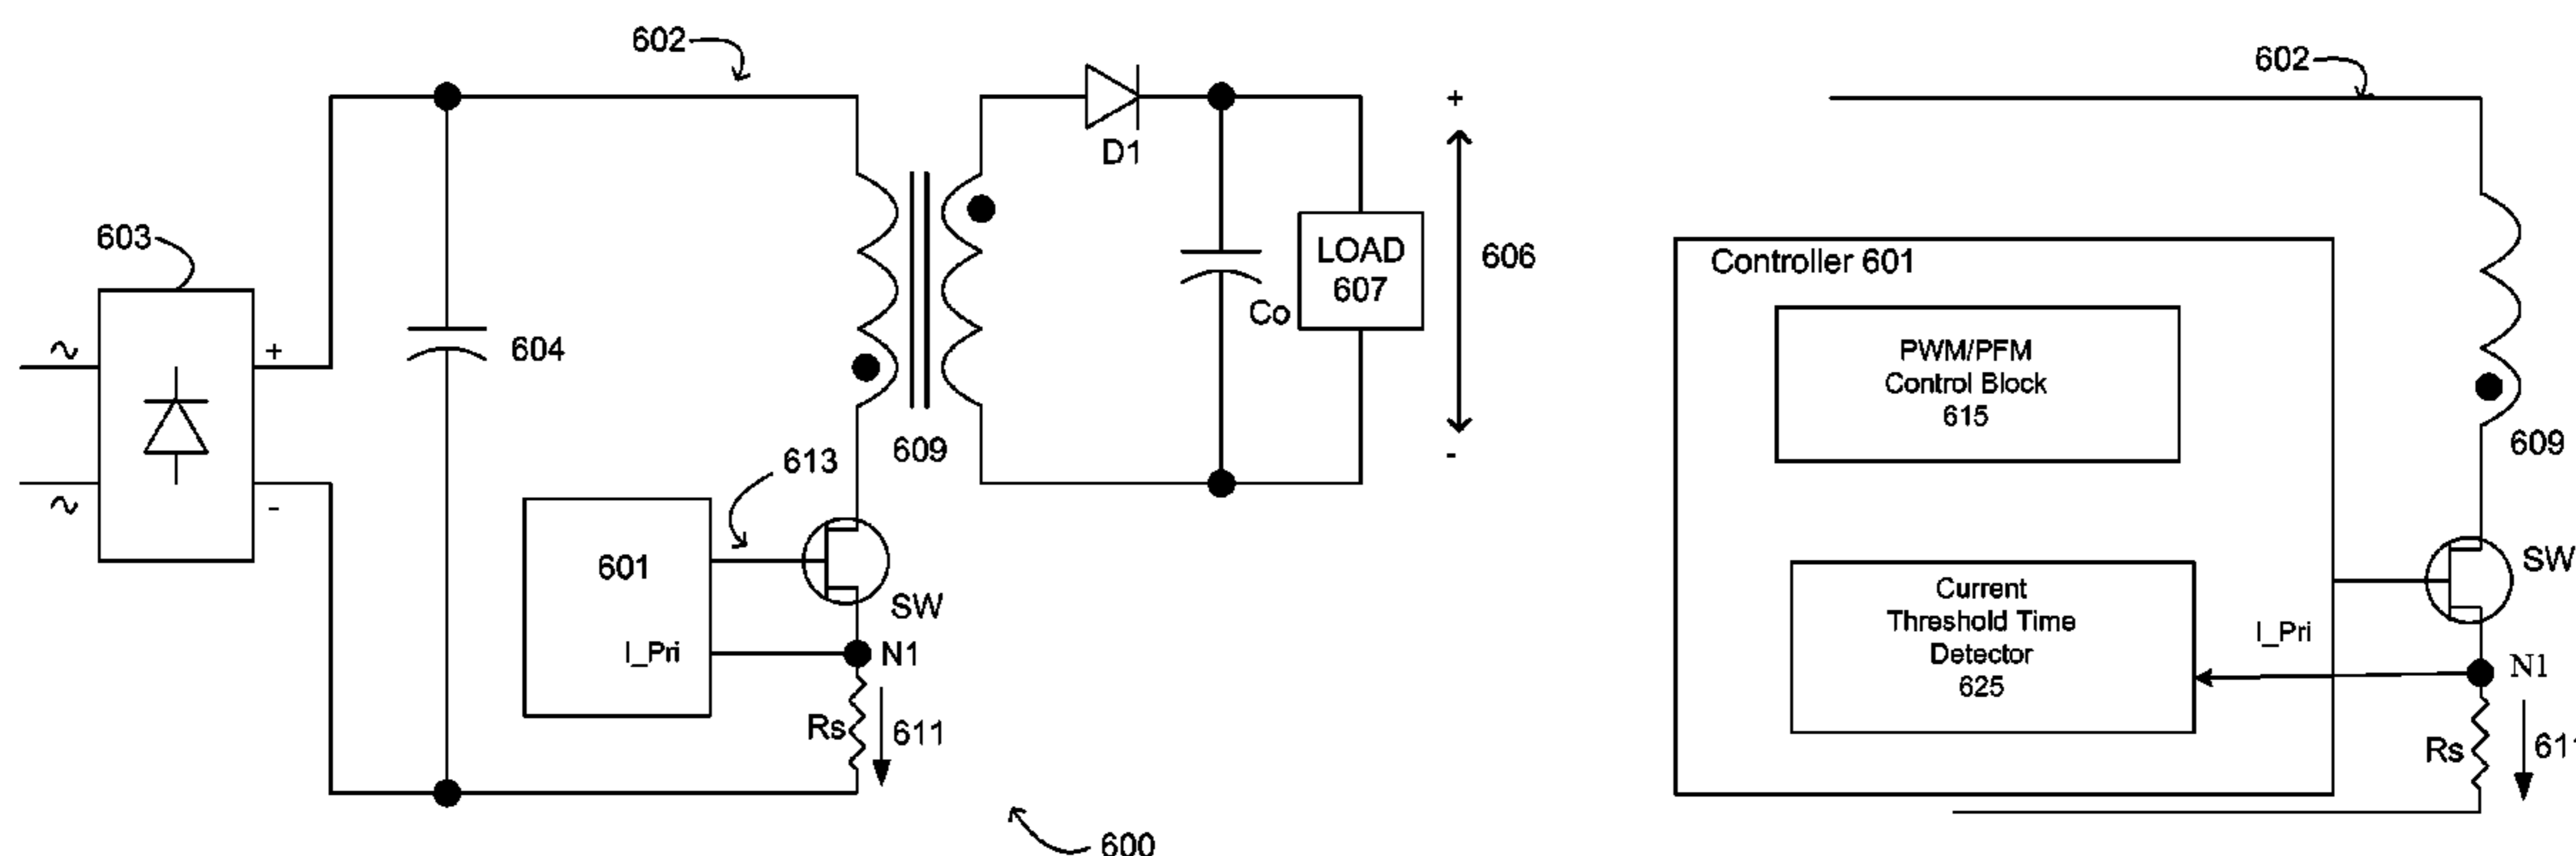 602
D1
+
603
LOAD
607
606
Co
604
+
-
-
609
613
601
SW
I_Pri
N1
Rs
611
600
602
Controller 601
PWM/PFM
Control Block
615
609
Current
Threshold Time
Detector
625
SW
I_Pri
N1
Rs